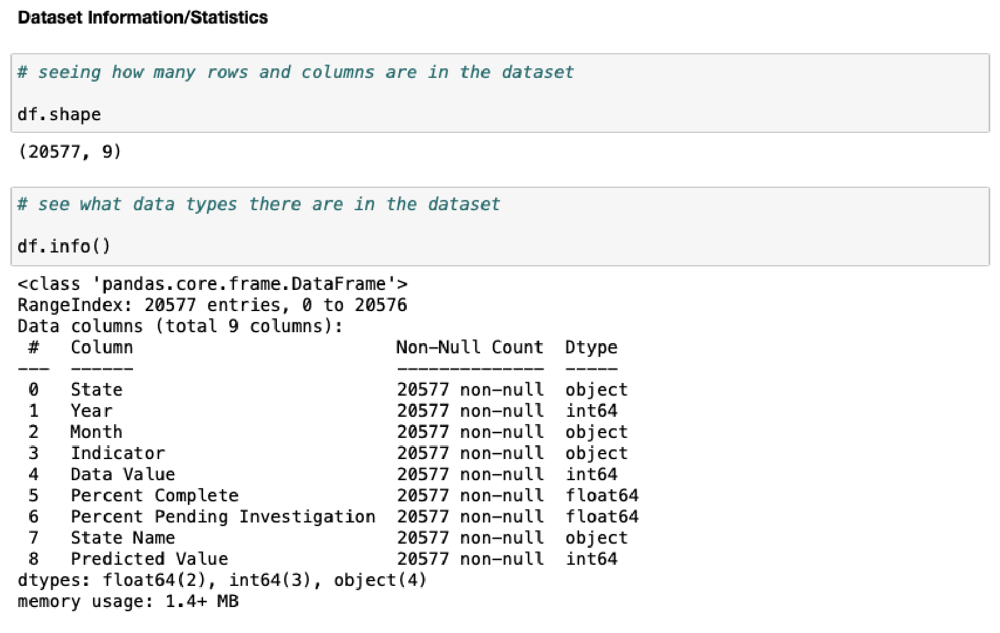 Dataset Information/Statistics
# seeing how many rows and columns are in the dataset
df.shape
(20577, 9)
# see what data types there are in the dataset
df.info()
<class 'pandas.core.frame.DataFrame'>
RangeIndex: 20577 entries, 0 to 20576
Data columns (total 9 columns):
 #   Column                         Non-Null Count  Dtype
---  ------                         --------------  -----
 0   State                          20577 non-null  object
 1   Year                           20577 non-null  int64
 2   Month                          20577 non-null  object
 3   Indicator                      20577 non-null  object
 4   Data Value                     20577 non-null  int64
 5   Percent Complete               20577 non-null  float64
 6   Percent Pending Investigation  20577 non-null  float64
 7   State Name                     20577 non-null  object
 8   Predicted Value                20577 non-null  int64
dtypes: float64(2), int64(3), object(4)
memory usage: 1.4+ MB